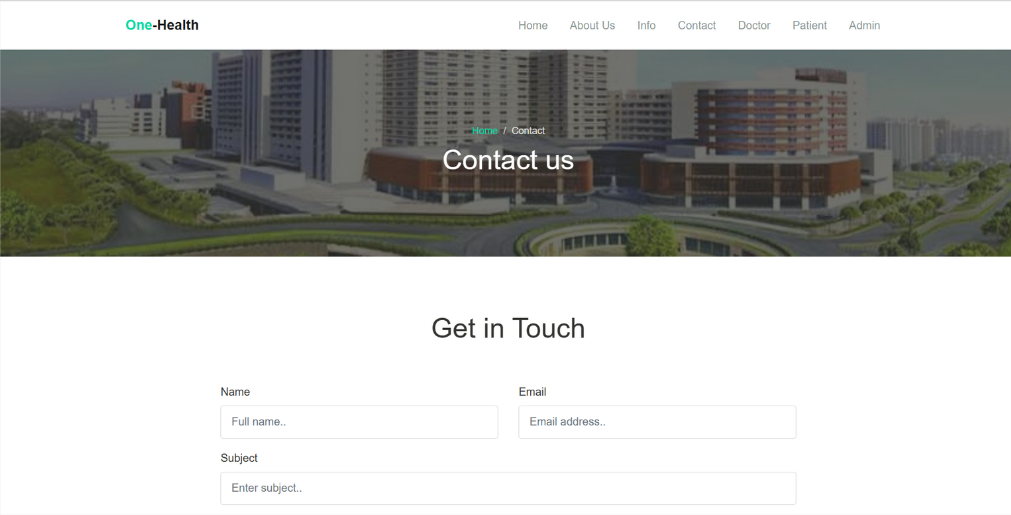 One-Health Home About Us Info Contact Doctor Patient Admin
Home / Contact
Contact us
Get in Touch
Name Email
Full name.. Email address..
Subject
Enter subject..